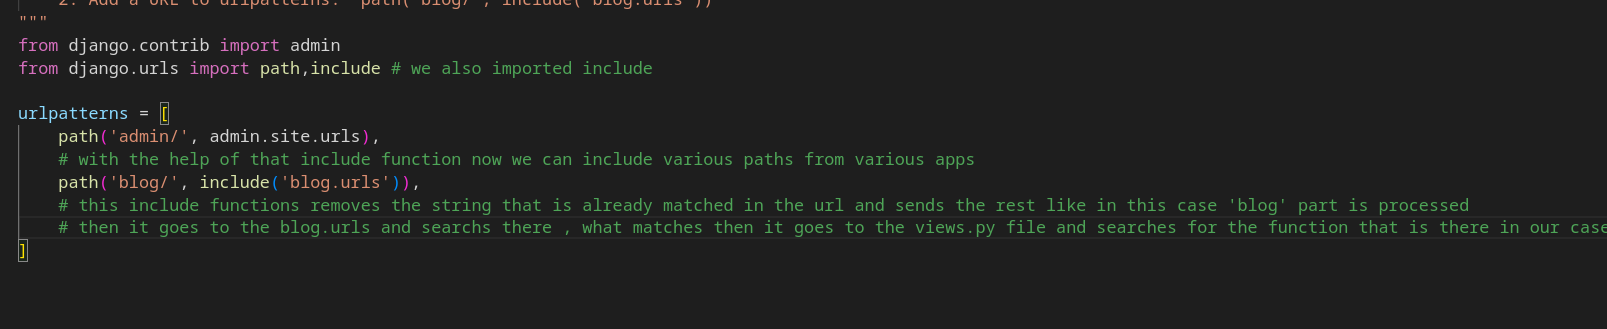 2. Add a URL to urlpatterns:  path('blog/', include('blog.urls'))
"""
from django.contrib import admin
from django.urls import path,include # we also imported include
urlpatterns = [
path('admin/', admin.site.urls),
# with the help of that include function now we can include various paths from various apps
path('blog/', include('blog.urls')),
# this include functions removes the string that is already matched in the url and sends the rest like in this case 'blog' part is processed
# then it goes to the blog.urls and searchs there , what matches then it goes to the views.py file and searches for the function that is there in our case
]